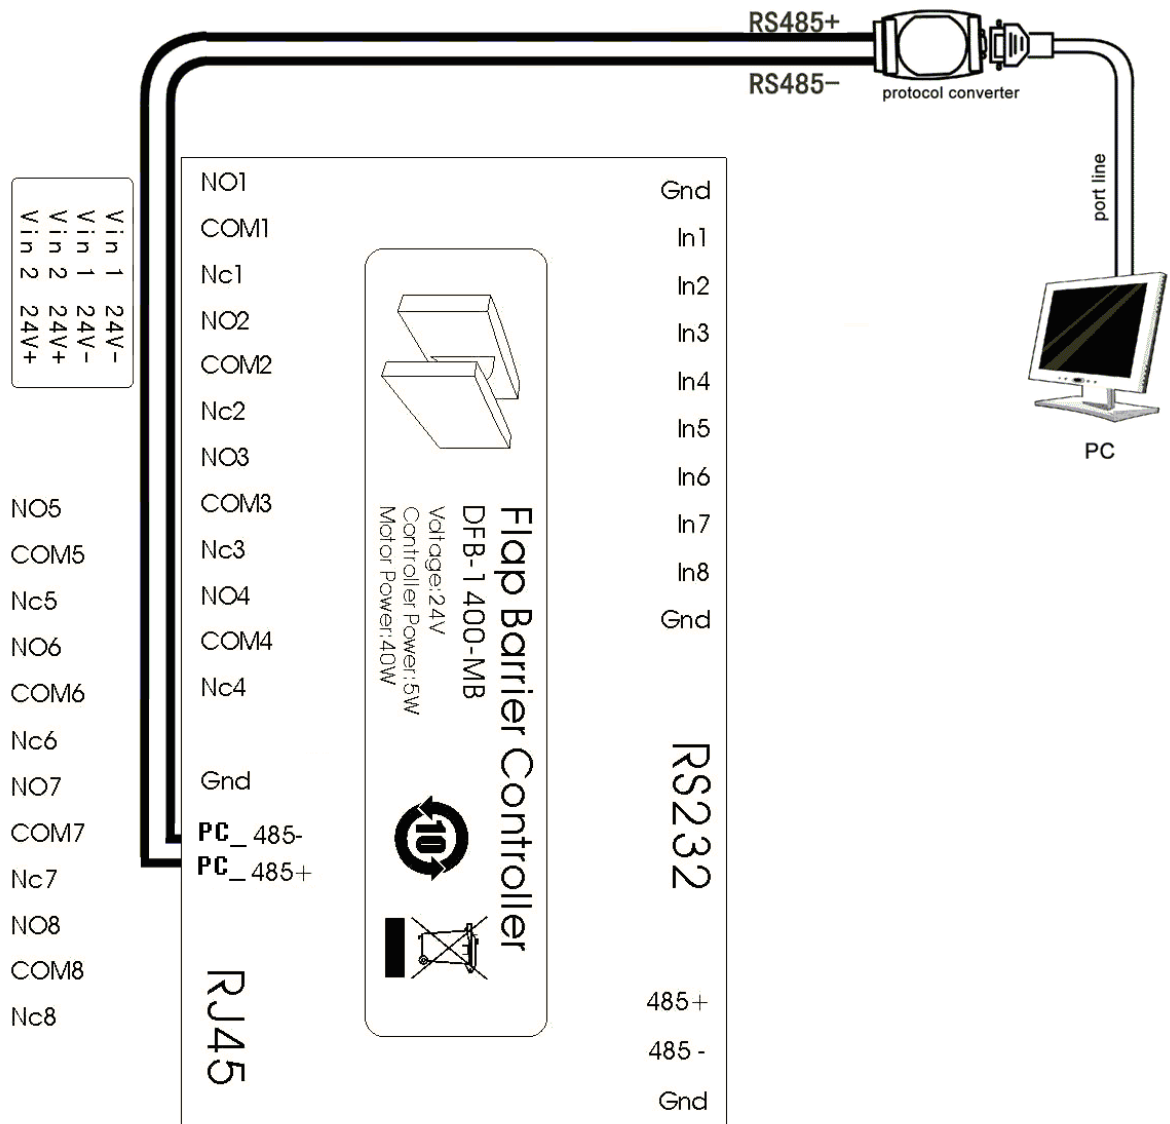 RS485+
RS485-
protocol converter
port line
PC
Vin 1 24V-
Vin 1 24V-
Vin 2 24V+
Vin 2 24V+
NO5
COM5
Nc5
NO6
COM6
Nc6
NO7
COM7
Nc7
NO8
COM8
Nc8
NO1
COM1
Nc1
NO2
COM2
Nc2
NO3
COM3
Nc3
NO4
COM4
Nc4
Gnd
PC_ 485-
PC_ 485+
RJ45
Flap Barrier Controller
DFB-1400-MB
Voltage:24V
Controller Power:5W
Motor Power:40W
10
Gnd
In1
In2
In3
In4
In5
In6
In7
In8
Gnd
RS232
485+
485 -
Gnd